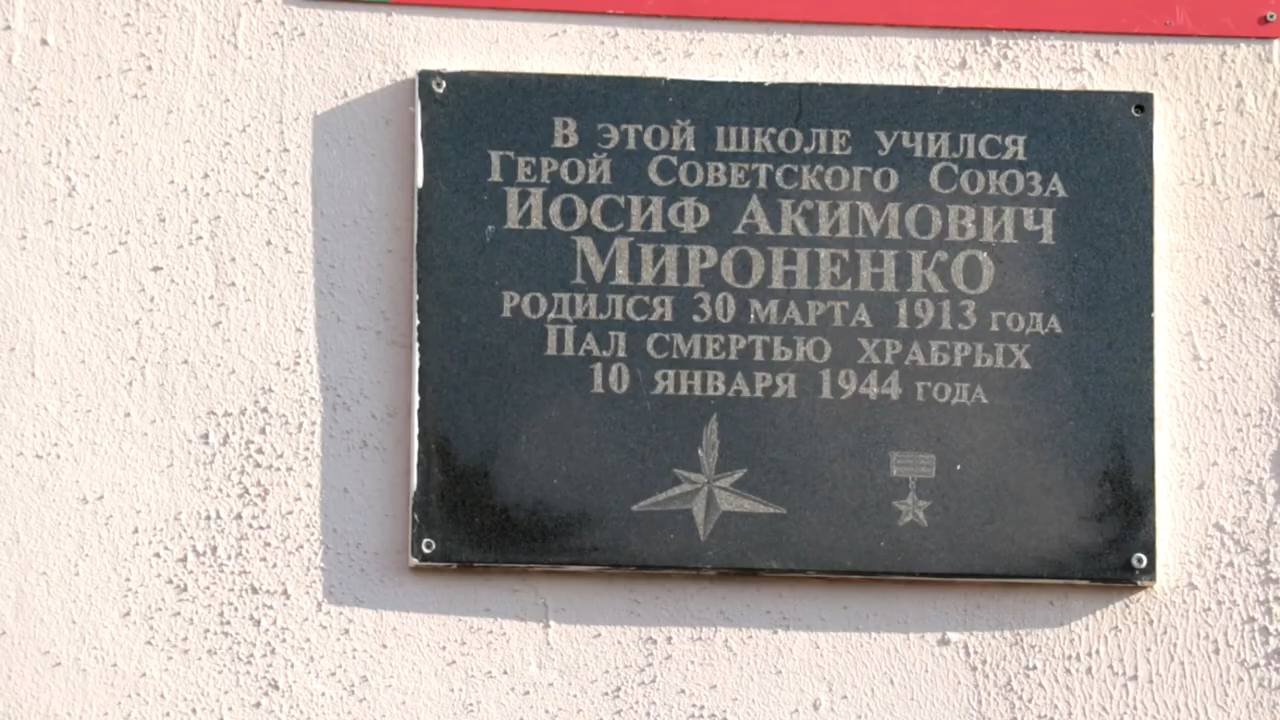 В ЭТОЙ ШКОЛЕ УЧИЛСЯ
ГЕРОЙ СОВЕТСКОГО СОЮЗА
ИОСИФ АКИМОВИЧ
МИРОНЕНКО
РОДИЛСЯ 30 МАРТА 1913 ГОДА
ПАЛ СМЕРТЬЮ ХРАБРЫХ
10 ЯНВАРЯ 1944 ГОДА